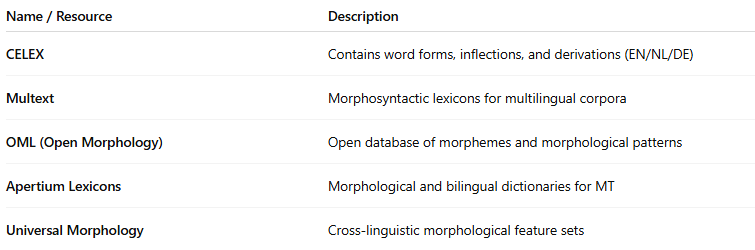 Name / Resource Description
CELEX Contains word forms, inflections, and derivations (EN/NL/DE)
Multext Morphosyntactic lexicons for multilingual corpora
OML (Open Morphology) Open database of morphemes and morphological patterns
Apertium Lexicons Morphological and bilingual dictionaries for MT
Universal Morphology Cross-linguistic morphological feature sets